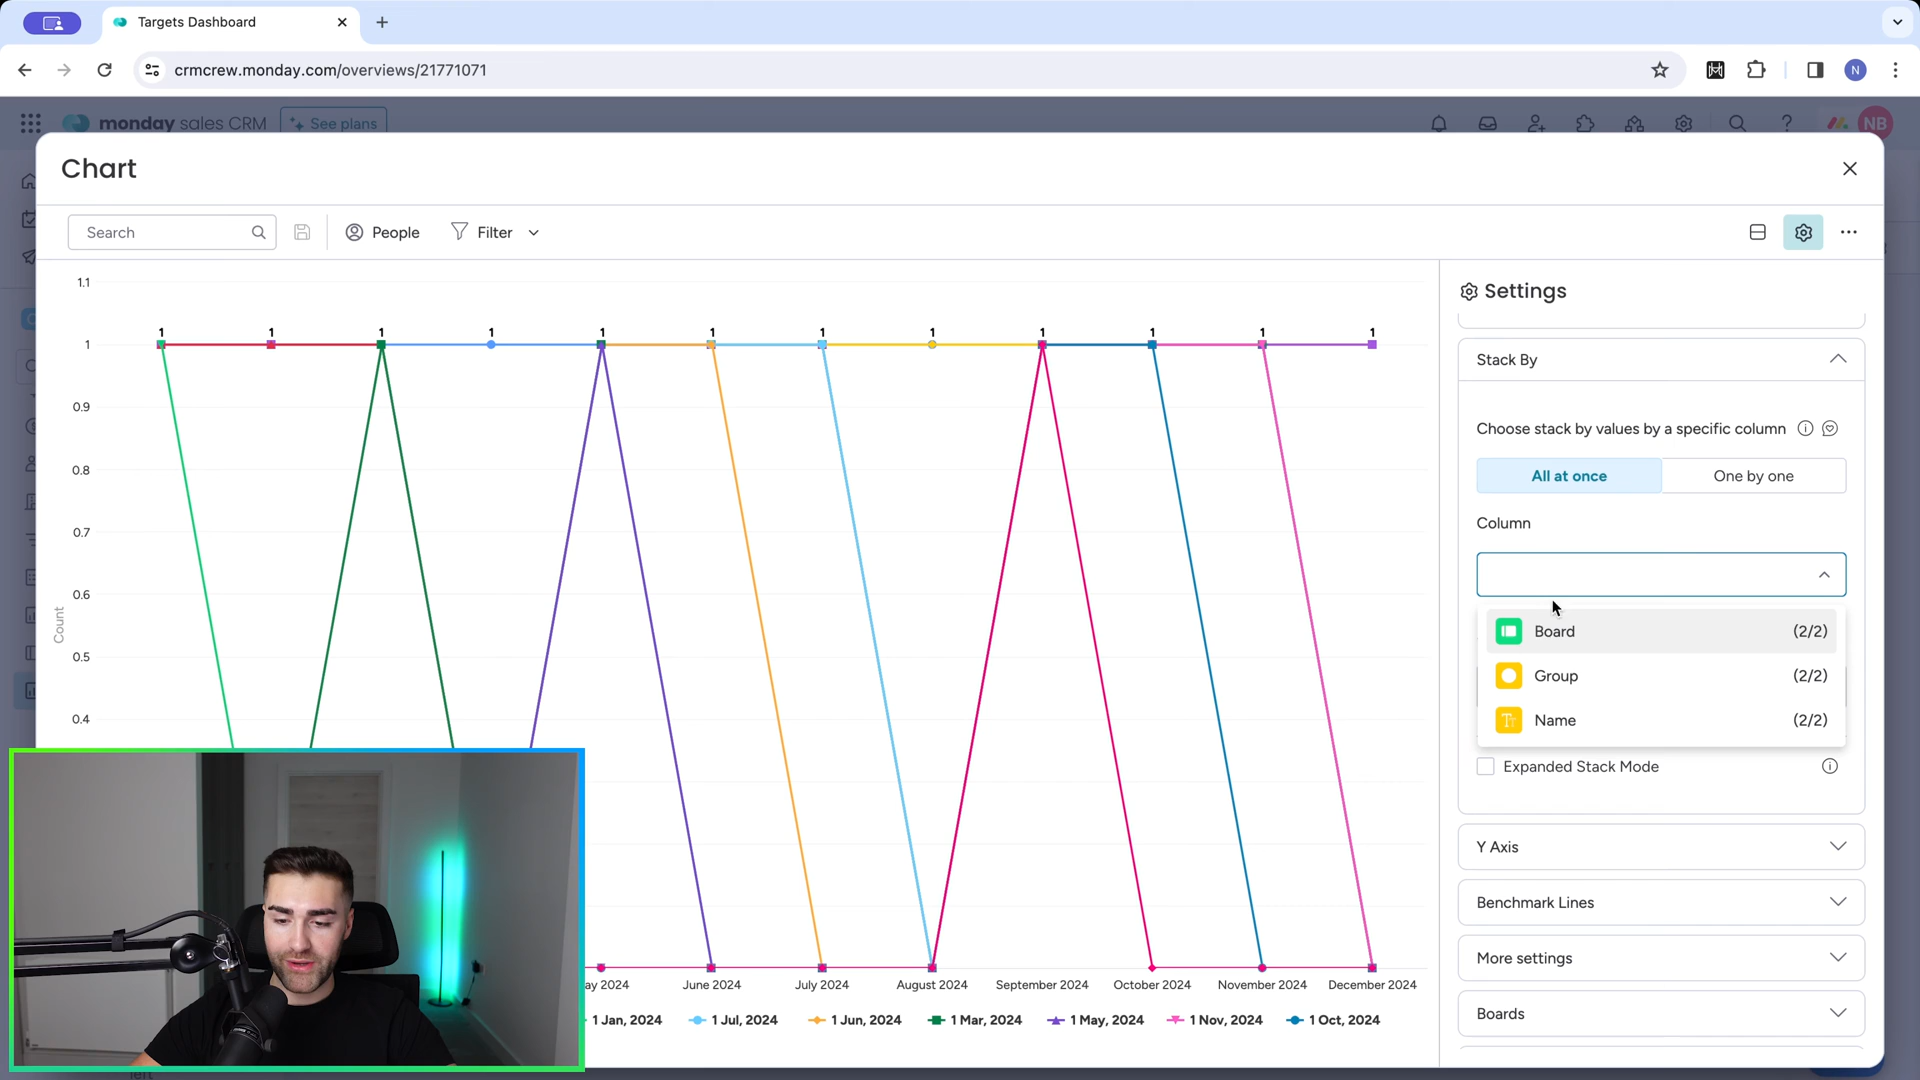 Targets Dashboard
crmcrew.monday.com/overviews/21771071
N
monday sales CRM
See plans
NB
Chart
Search
People
Filter
Settings
1.1
1
0.9
0.8
0.7
0.6
0.5
0.4
Count
1 1 1 1 1 1 1 1 1 1 1 1
ay 2024 June 2024 July 2024 August 2024 September 2024 October 2024 November 2024 December 2024
1 Jan, 2024 1 Jul, 2024 1 Jun, 2024 1 Mar, 2024 1 May, 2024 1 Nov, 2024 1 Oct, 2024
Stack By
Choose stack by values by a specific column
All at once One by one
Column
Board (2/2)
Group (2/2)
Name (2/2)
Expanded Stack Mode
Y Axis
Benchmark Lines
More settings
Boards
left